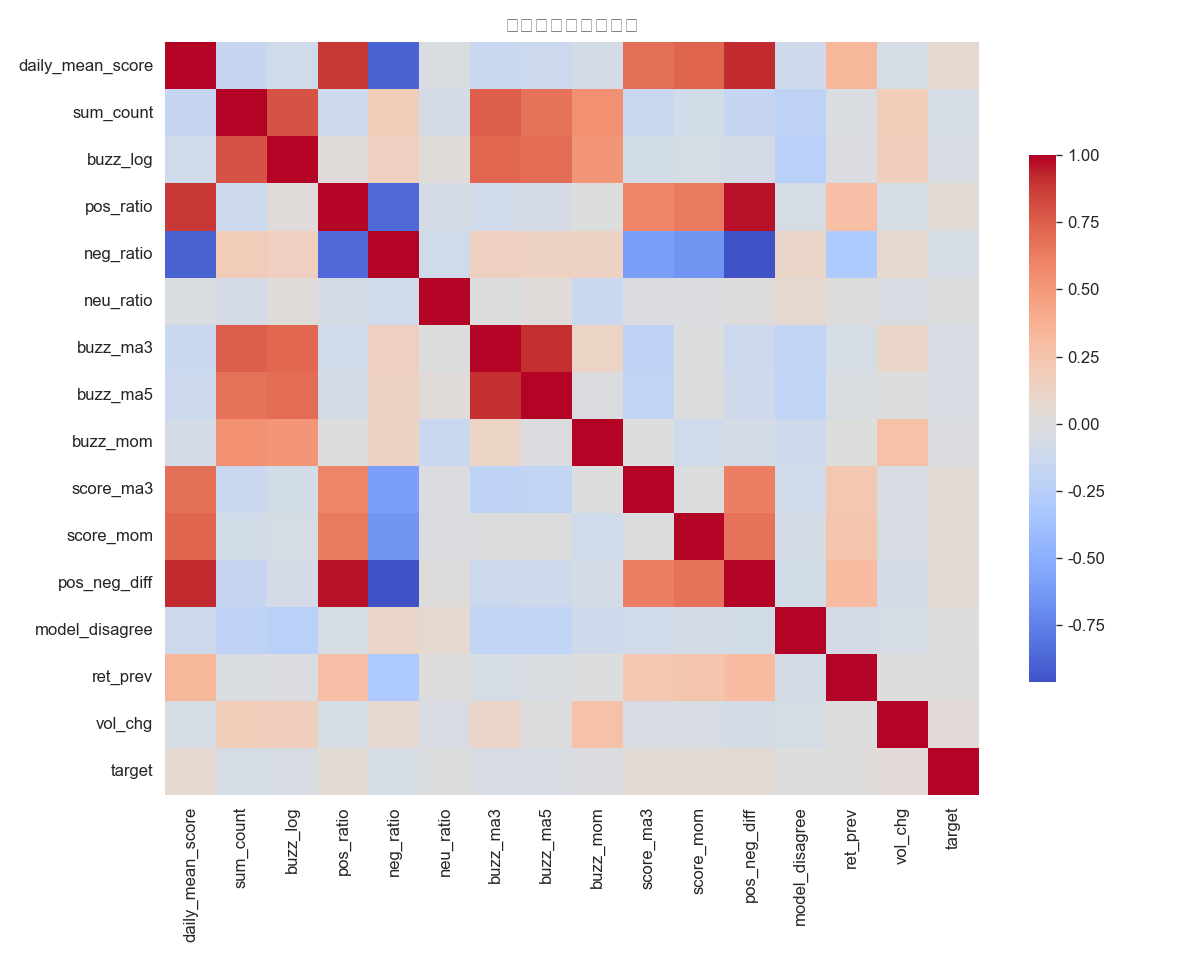 daily_mean_score
sum_count
buzz_log
pos_ratio
neg_ratio
neu_ratio
buzz_ma3
buzz_ma5
buzz_mom
score_ma3
score_mom
pos_neg_diff
model_disagree
ret_prev
vol_chg
target
daily_mean_score
sum_count
buzz_log
pos_ratio
neg_ratio
neu_ratio
buzz_ma3
buzz_ma5
buzz_mom
score_ma3
score_mom
pos_neg_diff
model_disagree
ret_prev
vol_chg
target
1.00
0.75
0.50
0.25
0.00
-0.25
-0.50
-0.75